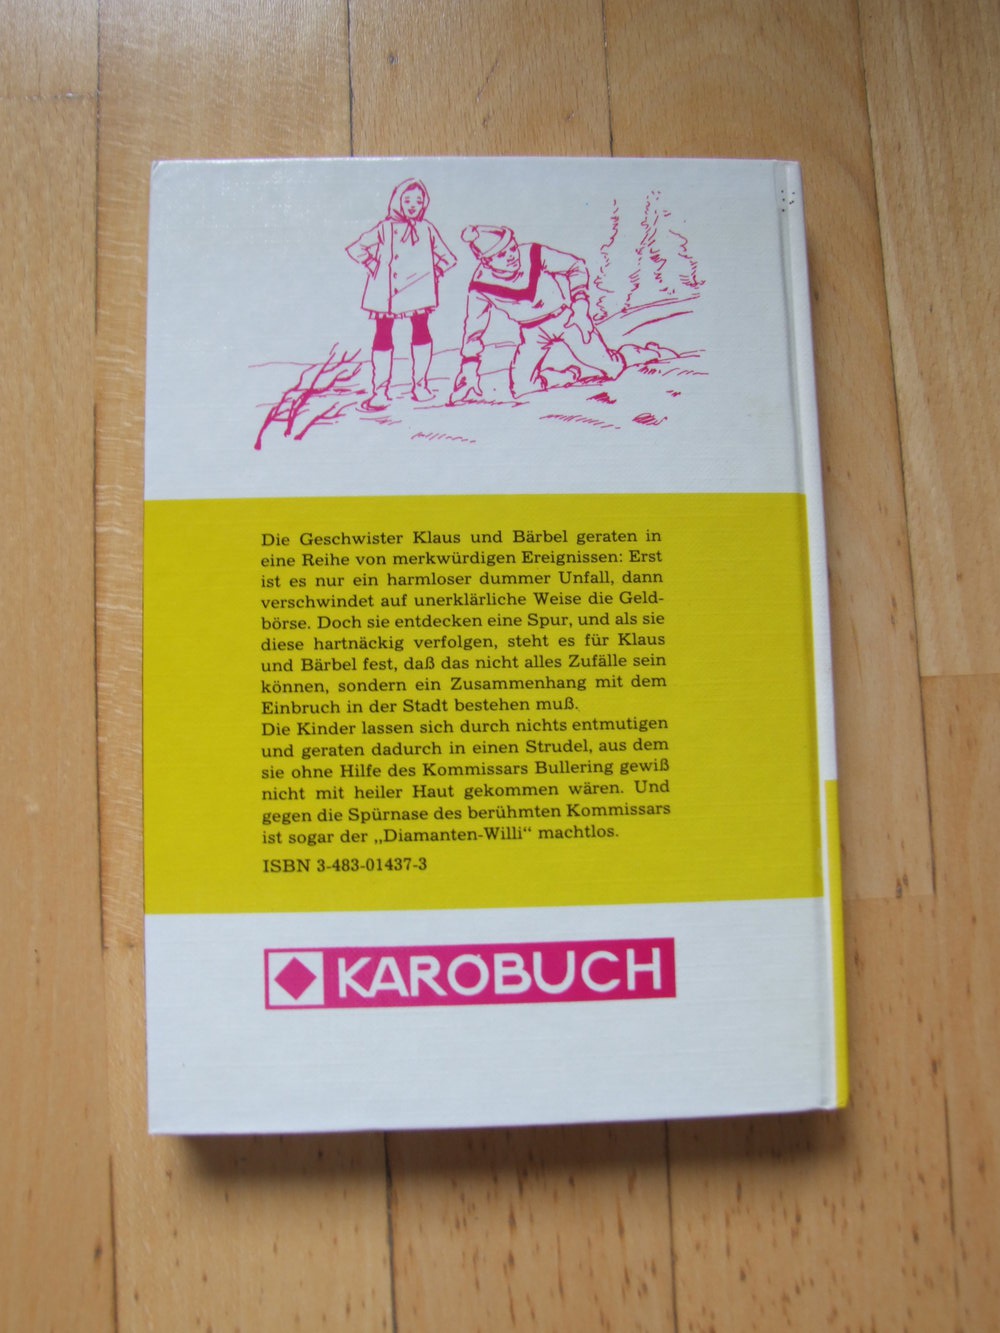 Die Geschwister Klaus und Bärbel geraten in
eine Reihe von merkwürdigen Ereignissen: Erst
ist es nur ein harmloser dummer Unfall, dann
verschwindet auf unerklärliche Weise die Geld-
börse. Doch sie entdecken eine Spur, und als sie
diese hartnäckig verfolgen, steht es für Klaus
und Bärbel fest, daß das nicht alles Zufälle sein
können, sondern ein Zusammenhang mit dem
Einbruch in der Stadt bestehen muß.
Die Kinder lassen sich durch nichts entmutigen
und geraten dadurch in einen Strudel, aus dem
sie ohne Hilfe des Kommissars Bullering gewiß
nicht mit heiler Haut gekommen wären. Und
gegen die Spürnase des berühmten Kommissars
ist sogar der „Diamanten-Willi“ machtlos.
ISBN 3-483-01437-3
KAROBUCH